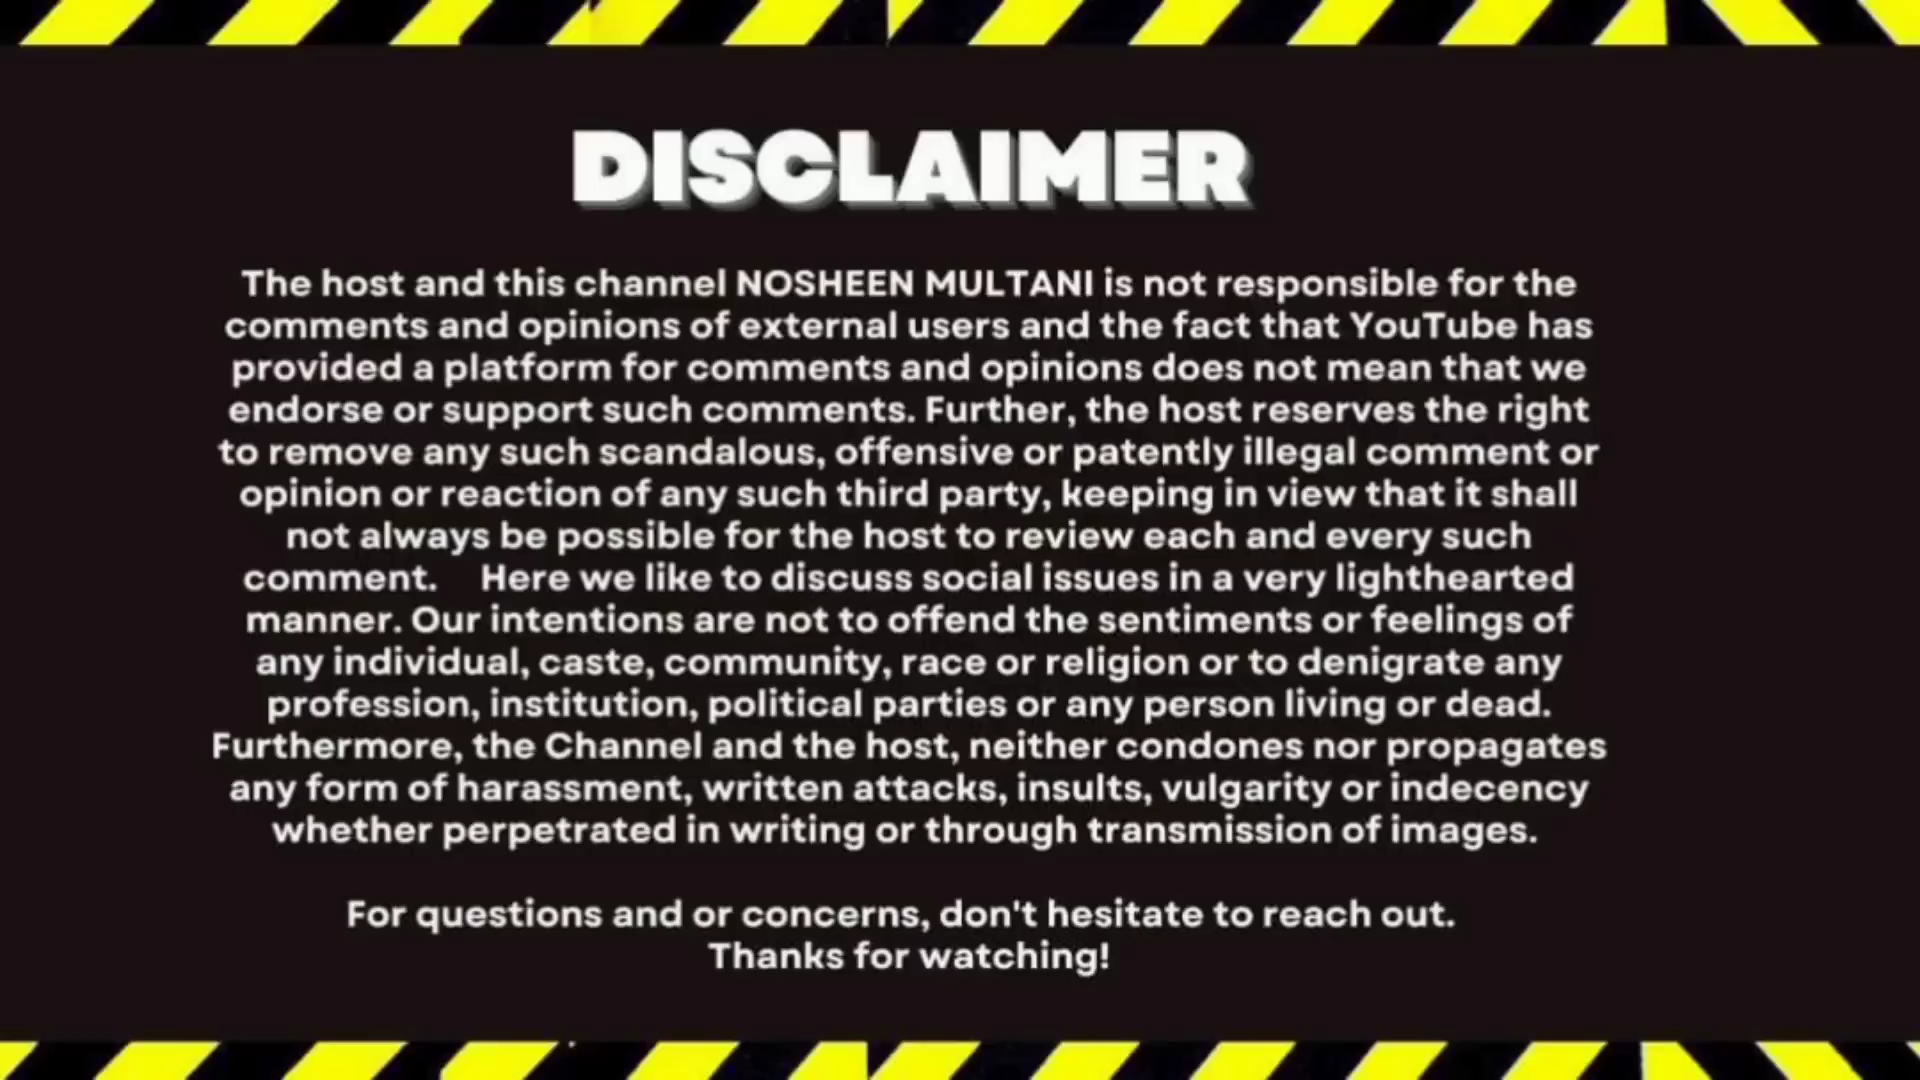 DISCLAIMER
The host and this channel NOSHEEN MULTANI is not responsible for the
comments and opinions of external users and the fact that YouTube has
provided a platform for comments and opinions does not mean that we
endorse or support such comments. Further, the host reserves the right
to remove any such scandalous, offensive or patently illegal comment or
opinion or reaction of any such third party, keeping in view that it shall
not always be possible for the host to review each and every such
comment. Here we like to discuss social issues in a very lighthearted
manner. Our intentions are not to offend the sentiments or feelings of
any individual, caste, community, race or religion or to denigrate any
profession, institution, political parties or any person living or dead.
Furthermore, the Channel and the host, neither condones nor propagates
any form of harassment, written attacks, insults, vulgarity or indecency
whether perpetrated in writing or through transmission of images.
For questions and or concerns, don't hesitate to reach out.
Thanks for watching!